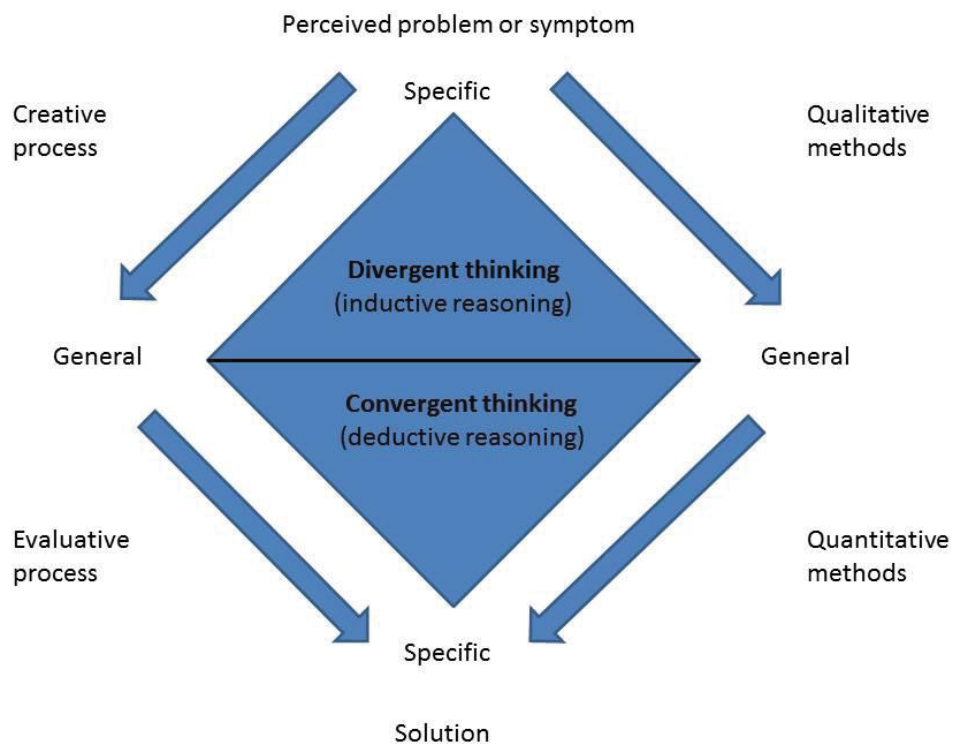 Perceived problem or symptom
Specific
Creative
process
Qualitative
methods
Divergent thinking
(inductive reasoning)
General
General
Convergent thinking
(deductive reasoning)
Evaluative
process
Quantitative
methods
Specific
Solution